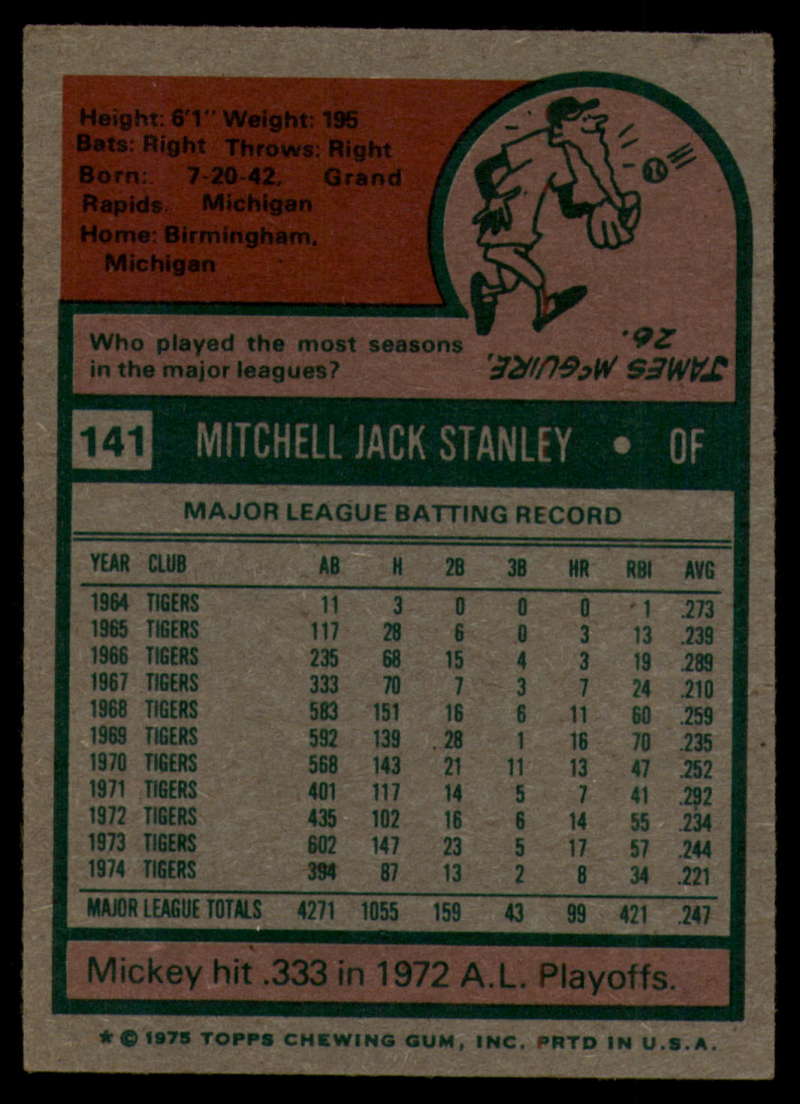 Height: 6'1" Weight: 195
Bats: Right Throws: Right
Born: 7-20-42, Grand
Rapids, Michigan
Home: Birmingham,
Michigan
Who played the most seasons
in the major leagues?
JAMES McGUIRE,
26.
141 MITCHELL JACK STANLEY • OF
MAJOR LEAGUE BATTING RECORD
YEAR CLUB AB H 2B 3B HR RBI AVG
1964 TIGERS 11 3 0 0 0 1 .273
1965 TIGERS 117 28 6 0 3 13 .239
1966 TIGERS 235 68 15 4 3 19 .289
1967 TIGERS 333 70 7 3 7 24 .210
1968 TIGERS 583 151 16 6 11 60 .259
1969 TIGERS 592 139 28 1 16 70 .235
1970 TIGERS 568 143 21 11 13 47 .252
1971 TIGERS 401 117 14 5 7 41 .292
1972 TIGERS 435 102 16 6 14 55 .234
1973 TIGERS 602 147 23 5 17 57 .244
1974 TIGERS 394 87 13 2 8 34 .221
MAJOR LEAGUE TOTALS 4271 1055 159 43 99 421 .247
Mickey hit .333 in 1972 A.L. Playoffs.
* © 1975 TOPPS CHEWING GUM, INC. PRTD IN U.S.A.